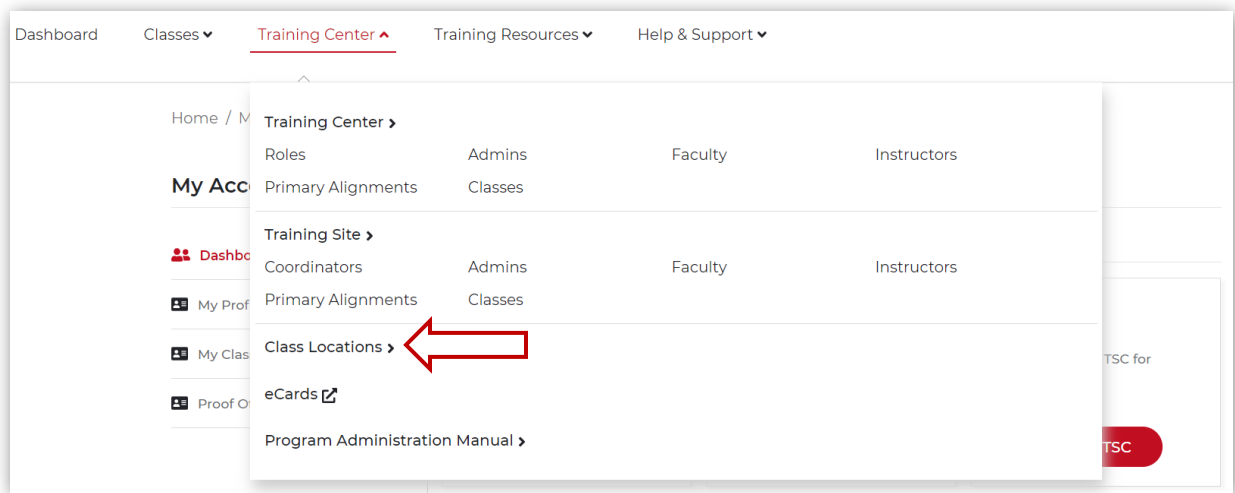 Dashboard Classes Training Center Training Resources Help & Support
Home / M
Training Center
Roles Admins Faculty Instructors
My Acc Primary Alignments Classes
Training Site
Dashbo Coordinators Admins Faculty Instructors
My Prof Primary Alignments Classes
My Clas Class Locations TSC for
eCards
Proof O
Program Administration Manual TSC